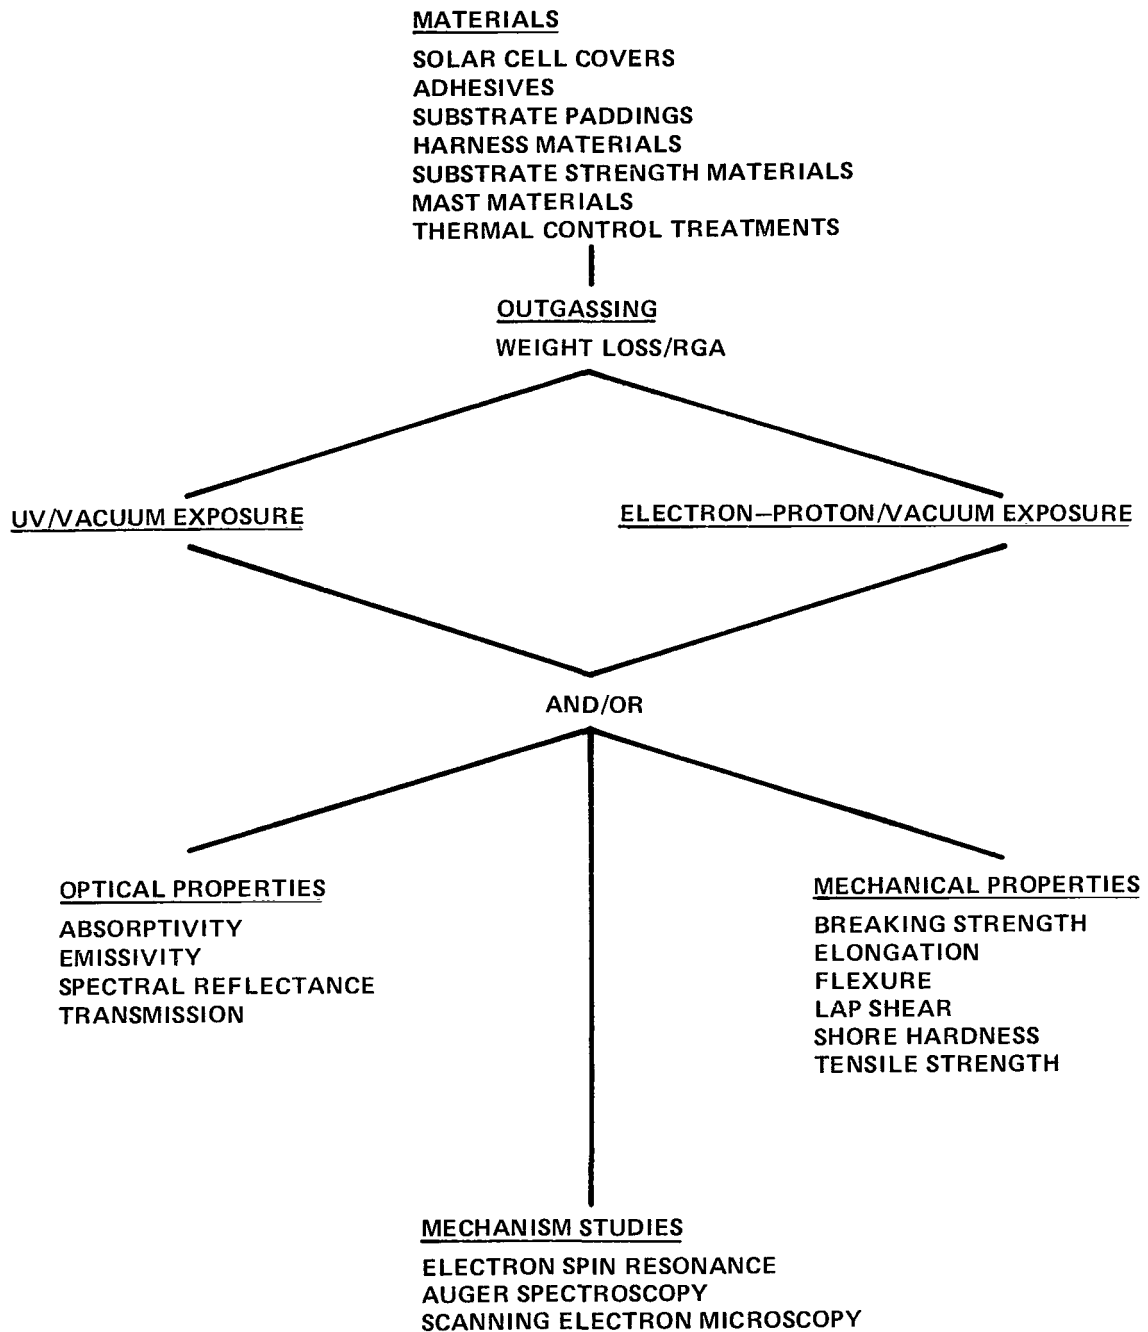 MATERIALS
SOLAR CELL COVERS
ADHESIVES
SUBSTRATE PADDINGS
HARNESS MATERIALS
SUBSTRATE STRENGTH MATERIALS
MAST MATERIALS
THERMAL CONTROL TREATMENTS
OUTGASSING
WEIGHT LOSS/RGA
UV/VACUUM EXPOSURE
ELECTRON–PROTON/VACUUM EXPOSURE
AND/OR
OPTICAL PROPERTIES
ABSORPTIVITY
EMISSIVITY
SPECTRAL REFLECTANCE
TRANSMISSION
MECHANICAL PROPERTIES
BREAKING STRENGTH
ELONGATION
FLEXURE
LAP SHEAR
SHORE HARDNESS
TENSILE STRENGTH
MECHANISM STUDIES
ELECTRON SPIN RESONANCE
AUGER SPECTROSCOPY
SCANNING ELECTRON MICROSCOPY